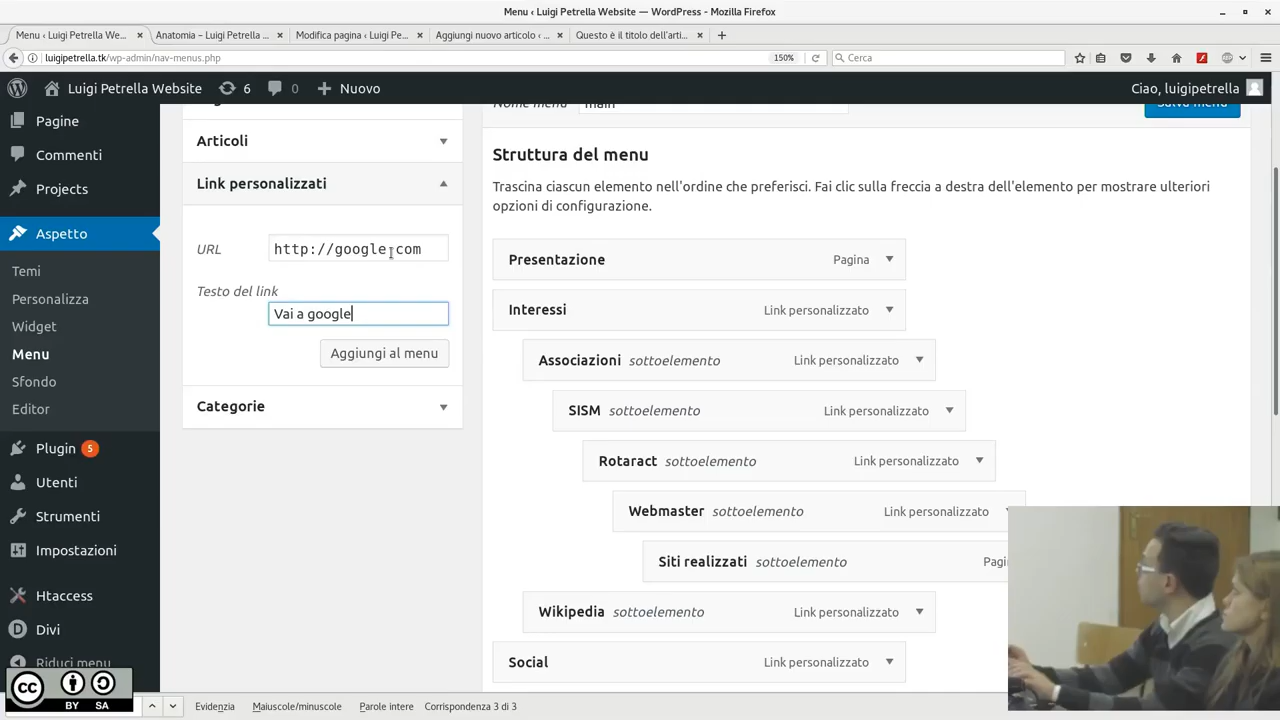 Menu ‹ Luigi Petrella Website — WordPress - Mozilla Firefox
Menu ‹ Luigi Petrella We...
Anatomia – Luigi Petrella ...
Modifica pagina ‹ Luigi Pe...
Aggiungi nuovo articolo ‹ ...
Questo è il titolo dell'arti...
luigipetrella.tk/wp-admin/nav-menus.php
150%
Cerca
Luigi Petrella Website
6
0
Nuovo
Ciao, luigipetrella
Pagine
Commenti
Projects
Aspetto
Temi
Personalizza
Widget
Menu
Sfondo
Editor
Plugin 5
Utenti
Strumenti
Impostazioni
Htaccess
Divi
Riduci menu
Articoli
Link personalizzati
URL
http://google.com
Testo del link
Vai a google
Aggiungi al menu
Categorie
Nome menu
main
Salva menu
Struttura del menu
Trascina ciascun elemento nell'ordine che preferisci. Fai clic sulla freccia a destra dell'elemento per mostrare ulteriori
opzioni di configurazione.
Presentazione Pagina
Interessi Link personalizzato
Associazioni sottoelemento Link personalizzato
SISM sottoelemento Link personalizzato
Rotaract sottoelemento Link personalizzato
Webmaster sottoelemento Link personalizzato
Siti realizzati sottoelemento Pagin
Wikipedia sottoelemento Link personalizzato
Social Link personalizzato
cc
BY SA
Evidenzia
Maiuscole/minuscole
Parole intere
Corrispondenza 3 di 3